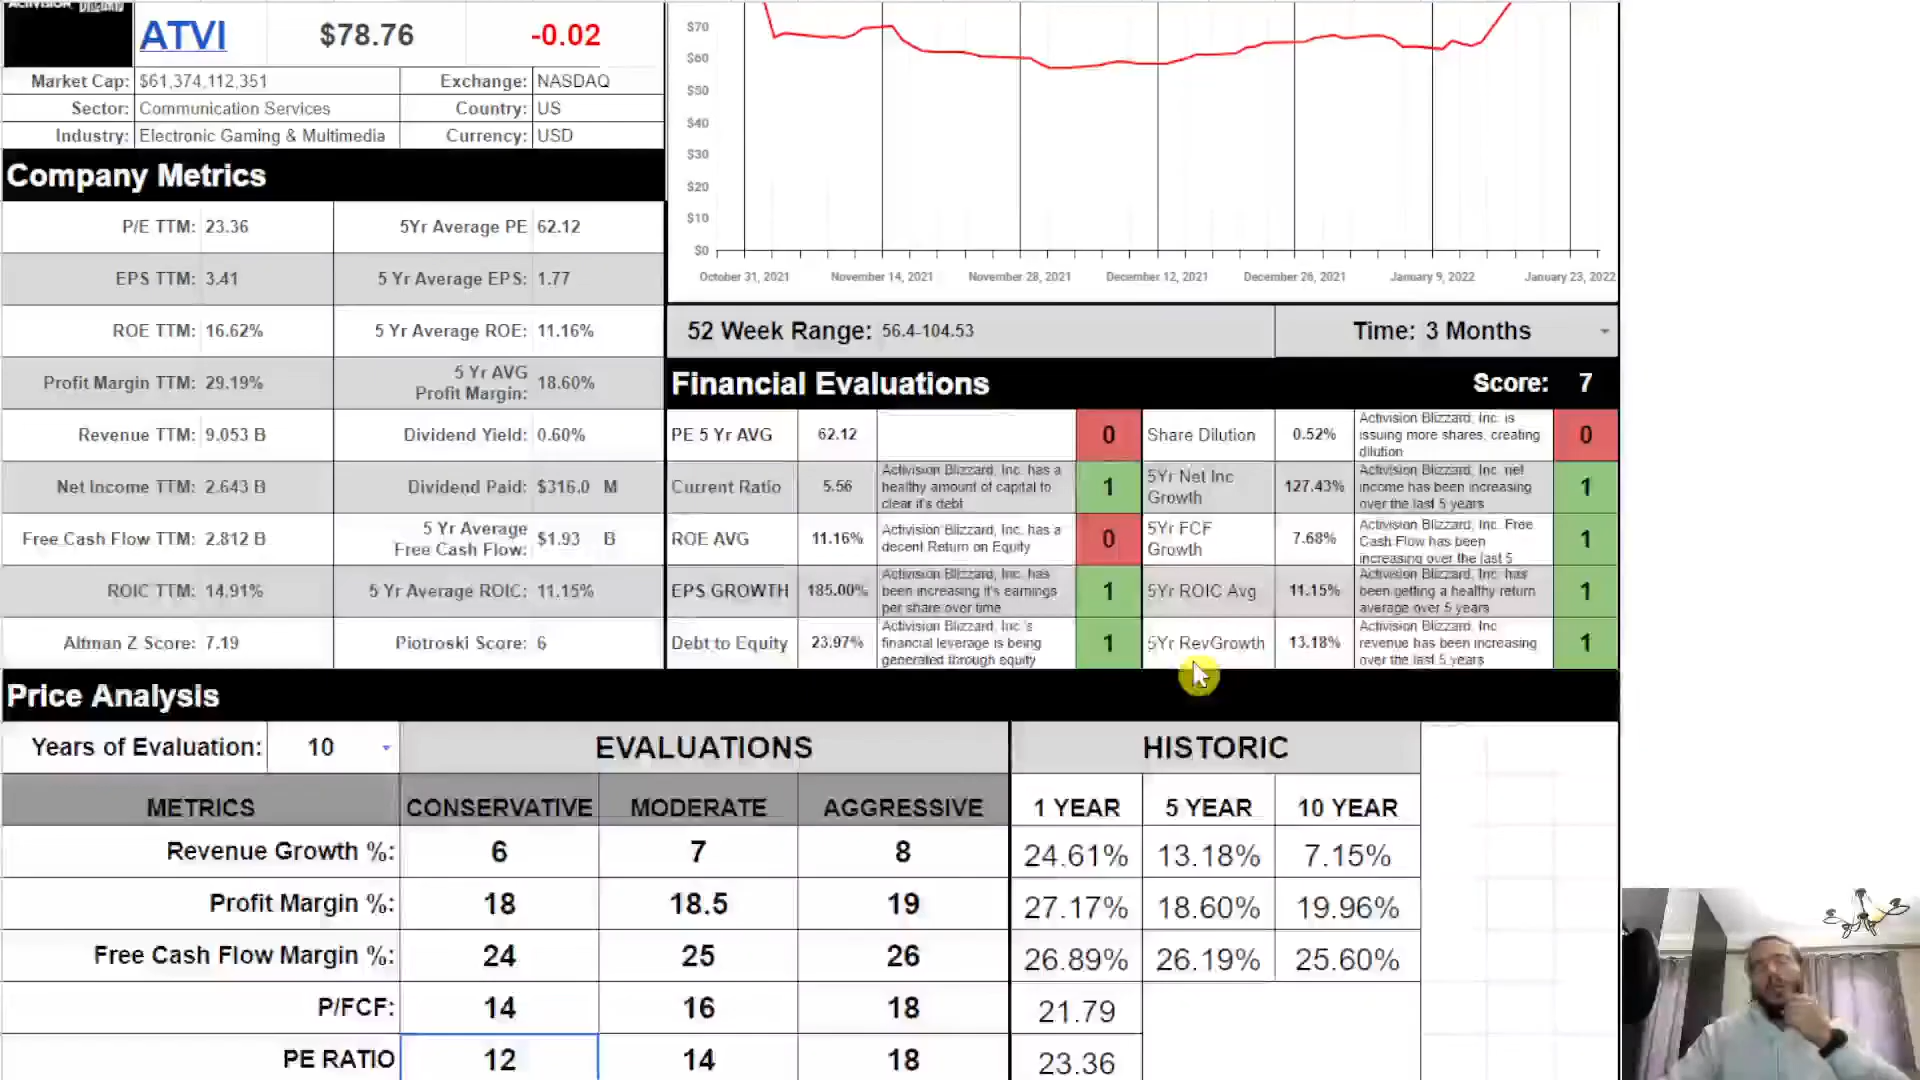 ACTIVISION BLIZZARD
ATVI $78.76 -0.02
Market Cap: $61,374,112,351 Exchange: NASDAQ
Sector: Communication Services Country: US
Industry: Electronic Gaming & Multimedia Currency: USD
Company Metrics
P/E TTM: 23.36 5Yr Average PE 62.12
EPS TTM: 3.41 5 Yr Average EPS: 1.77
ROE TTM: 16.62% 5 Yr Average ROE: 11.16%
Profit Margin TTM: 29.19% 5 Yr AVG
Profit Margin: 18.60%
Revenue TTM: 9.053 B Dividend Yield: 0.60%
Net Income TTM: 2.643 B Dividend Paid: $316.0 M
Free Cash Flow TTM: 2.812 B 5 Yr Average
Free Cash Flow: $1.93 B
ROIC TTM: 14.91% 5 Yr Average ROIC: 11.15%
Altman Z Score: 7.19 Piotroski Score: 6
$70
$60
$50
$40
$30
$20
$10
$0
October 31, 2021 November 14, 2021 November 28, 2021 December 12, 2021 December 26, 2021 January 9, 2022 January 23, 2022
52 Week Range: 56.4-104.53 Time: 3 Months
Financial Evaluations Score: 7
PE 5 Yr AVG 62.12 0
Current Ratio 5.56 Activision Blizzard, Inc. has a
healthy amount of capital to
clear it's debt 1
ROE AVG 11.16% Activision Blizzard, Inc. has a
decent Return on Equity 0
EPS GROWTH 185.00% Activision Blizzard, Inc. has
been increasing it's earnings
per share over time 1
Debt to Equity 23.97% Activision Blizzard, Inc.'s
financial leverage is being
generated through equity 1
Share Dilution 0.52% Activision Blizzard, Inc. is
issuing more shares, creating
dilution 0
5Yr Net Inc
Growth 127.43% Activision Blizzard, Inc. net
income has been increasing
over the last 5 years 1
5Yr FCF
Growth 7.68% Activision Blizzard, Inc. Free
Cash Flow has been
increasing over the last 5 1
5Yr ROIC Avg 11.15% Activision Blizzard, Inc. has
been getting a healthy return
average over 5 years 1
5Yr RevGrowth 13.18% Activision Blizzard, Inc.
revenue has been increasing
over the last 5 years 1
Price Analysis
Years of Evaluation: 10 EVALUATIONS HISTORIC
METRICS CONSERVATIVE MODERATE AGGRESSIVE 1 YEAR 5 YEAR 10 YEAR
Revenue Growth %: 6 7 8 24.61% 13.18% 7.15%
Profit Margin %: 18 18.5 19 27.17% 18.60% 19.96%
Free Cash Flow Margin %: 24 25 26 26.89% 26.19% 25.60%
P/FCF: 14 16 18 21.79
PE RATIO 12 14 18 23.36